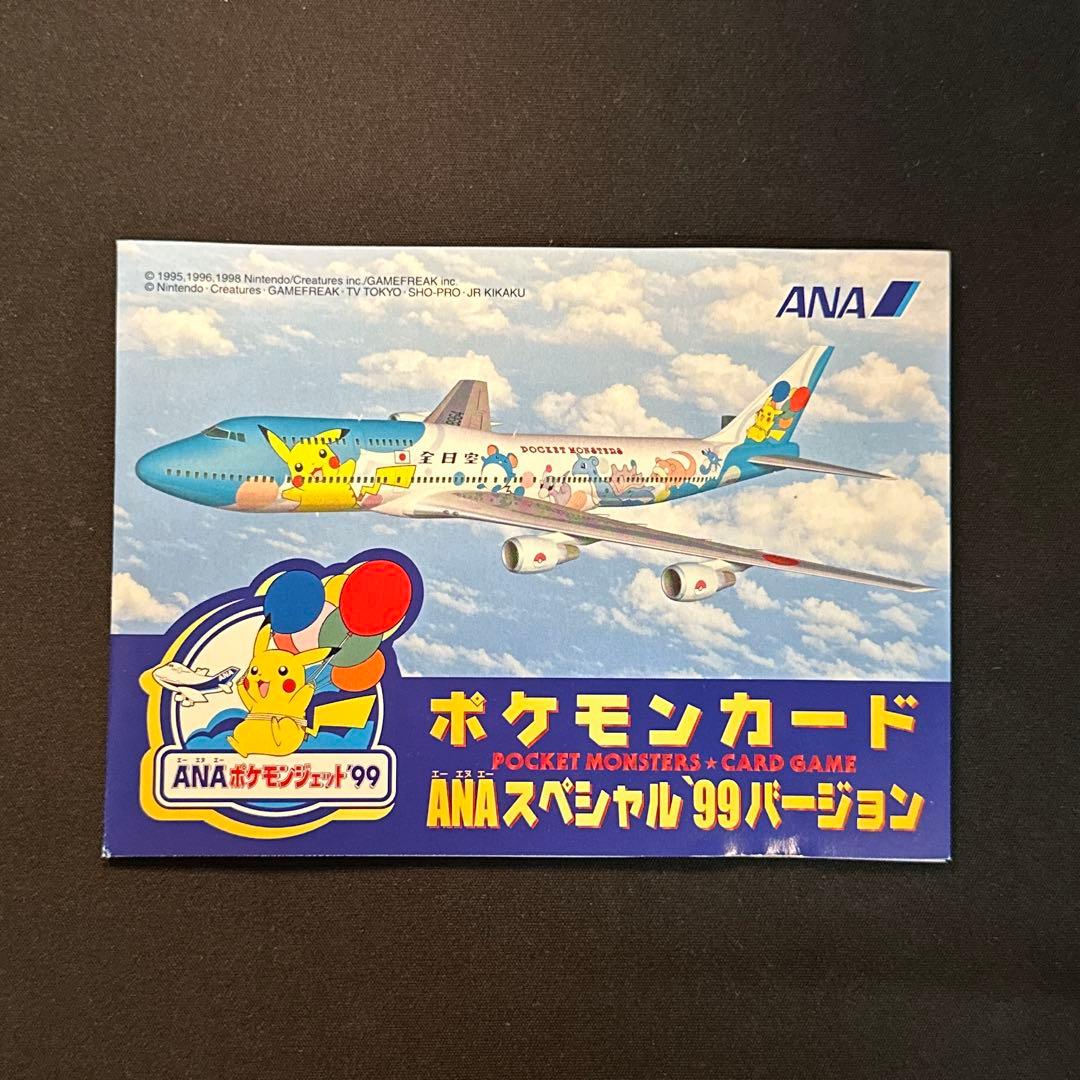 © 1995,1996,1998 Nintendo/Creatures inc./GAMEFREAK inc.
© Nintendo・Creatures・GAMEFREAK・TV TOKYO・SHO-PRO・JR KIKAKU
ANA
全日空
POCKET MONSTERS
ANA
エー エヌ エー
ANAポケモンジェット'99
ポケモンカード
POCKET MONSTERS★CARD GAME
エー エヌ エー
ANAスペシャル'99バージョン